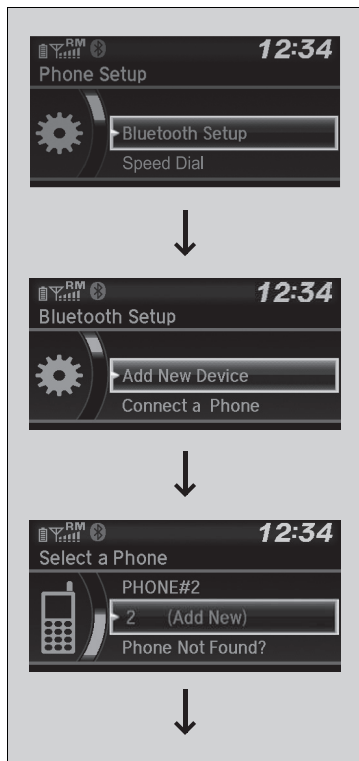 RM 12:34
Phone Setup
Bluetooth Setup
Speed Dial
RM 12:34
Bluetooth Setup
Add New Device
Connect a Phone
RM 12:34
Select a Phone
PHONE#2
2 (Add New)
Phone Not Found?